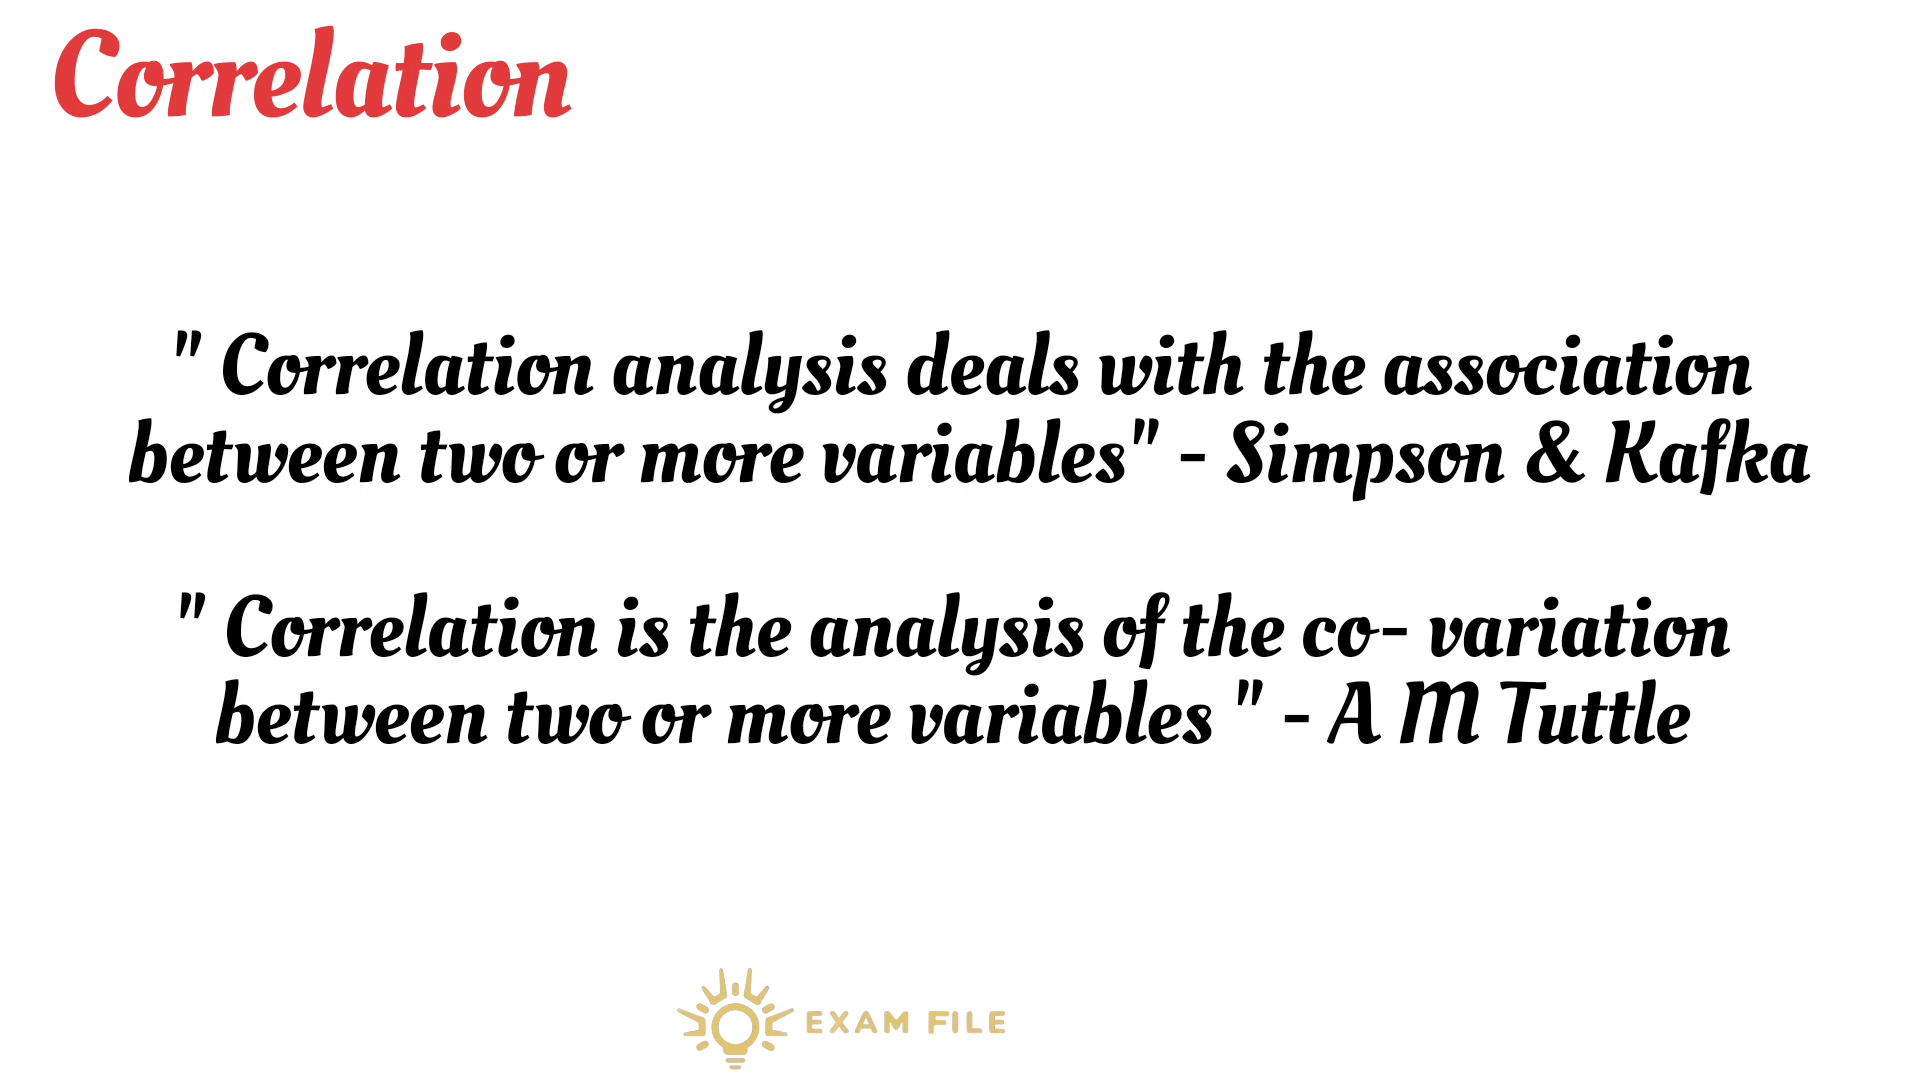 Correlation
" Correlation analysis deals with the association
between two or more variables" - Simpson & Kafka
" Correlation is the analysis of the co- variation
between two or more variables " - A M Tuttle
EXAM FILE